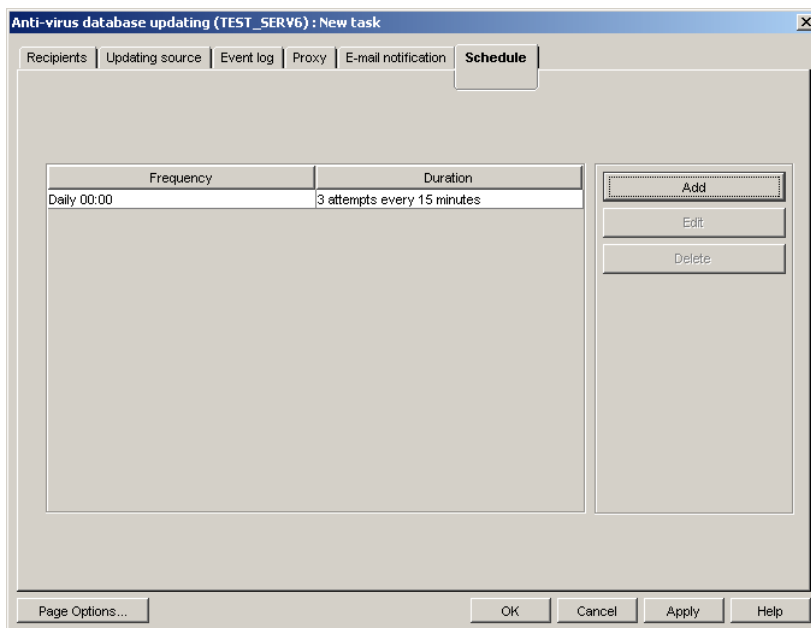 Anti-virus database updating (TEST_SERV6) : New task
Recipients
Updating source
Event log
Proxy
E-mail notification
Schedule
Frequency
Duration
Daily 00:00
3 attempts every 15 minutes
Add
Edit
Delete
Page Options...
OK
Cancel
Apply
Help